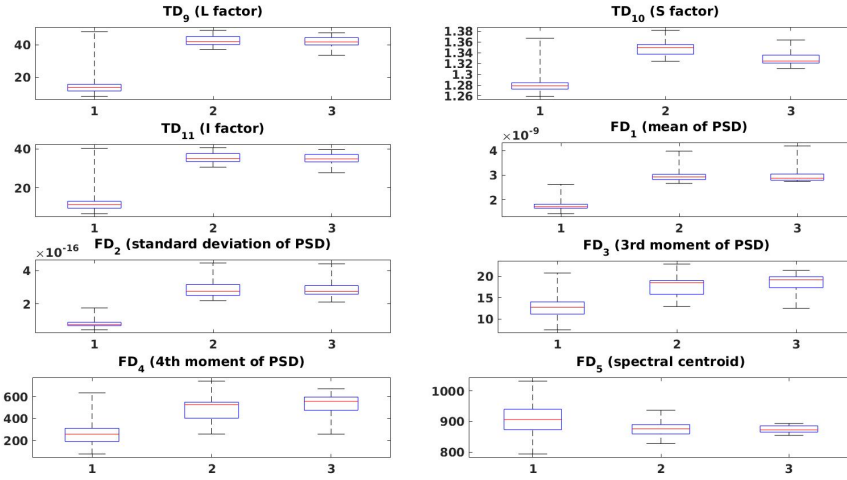 TD9 (L factor)
40
20
1 2 3
TD10 (S factor)
1.38
1.34
1.3
1.28
1.26
1 2 3
TD11 (I factor)
40
20
1 2 3
FD1 (mean of PSD)
×10-9
4
3
2
1 2 3
FD2 (standard deviation of PSD)
×10-16
4
2
1 2 3
FD3 (3rd moment of PSD)
20
15
10
1 2 3
FD4 (4th moment of PSD)
600
400
200
1 2 3
FD5 (spectral centroid)
1000
900
800
1 2 3